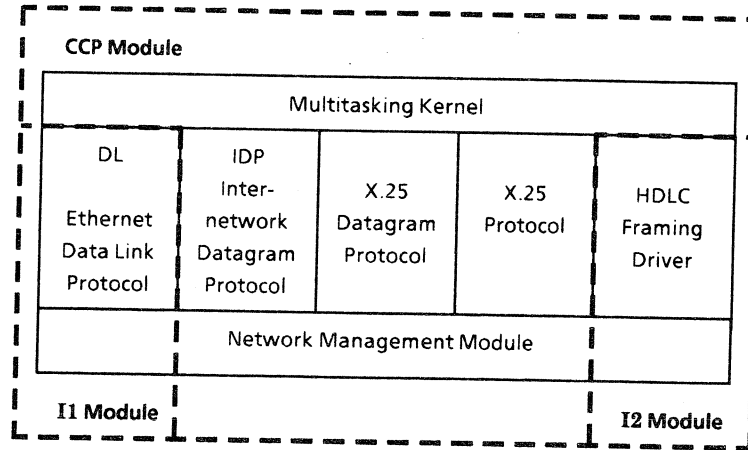 CCP Module
Multitasking Kernel
DL
Ethernet
Data Link
Protocol
IDP
Inter-
network
Datagram
Protocol
X.25
Datagram
Protocol
X.25
Protocol
HDLC
Framing
Driver
Network Management Module
I1 Module
I2 Module